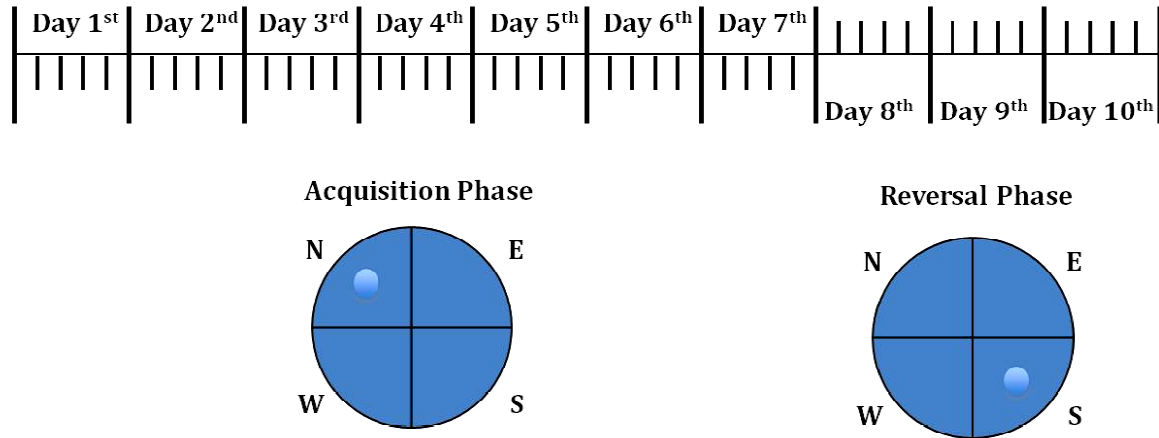 Day 1st Day 2nd Day 3rd Day 4th Day 5th Day 6th Day 7th
Day 8th Day 9th Day 10th
Acquisition Phase
Reversal Phase
N E
N E
W S
W S